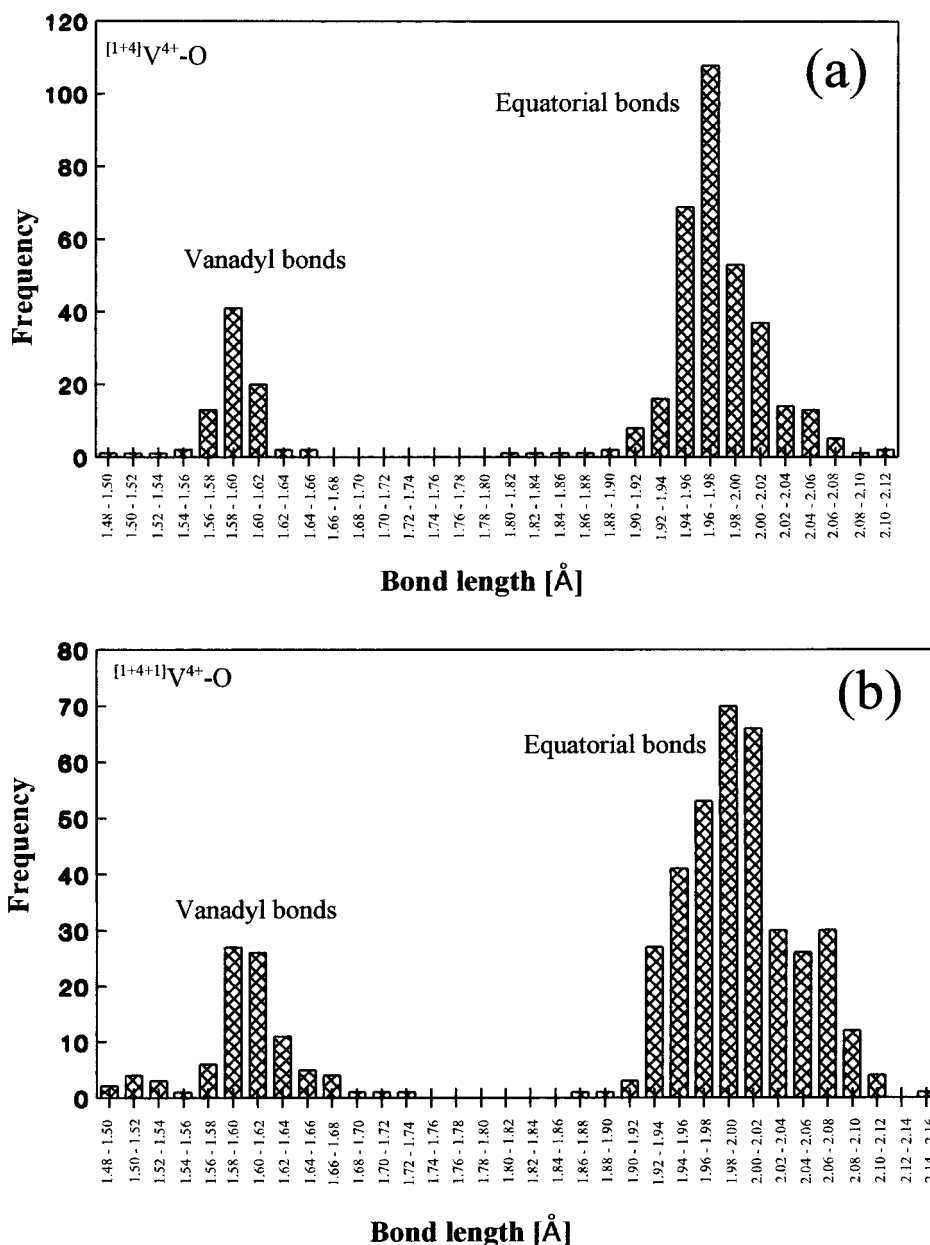 120
100
80
60
40
20
0
Frequency
[1+4]V4+-O
(a)
Equatorial bonds
Vanadyl bonds
1.48 - 1.50
1.50 - 1.52
1.52 - 1.54
1.54 - 1.56
1.56 - 1.58
1.58 - 1.60
1.60 - 1.62
1.62 - 1.64
1.64 - 1.66
1.66 - 1.68
1.68 - 1.70
1.70 - 1.72
1.72 - 1.74
1.74 - 1.76
1.76 - 1.78
1.78 - 1.80
1.80 - 1.82
1.82 - 1.84
1.84 - 1.86
1.86 - 1.88
1.88 - 1.90
1.90 - 1.92
1.92 - 1.94
1.94 - 1.96
1.96 - 1.98
1.98 - 2.00
2.00 - 2.02
2.02 - 2.04
2.04 - 2.06
2.06 - 2.08
2.08 - 2.10
2.10 - 2.12
Bond length [Å]
80
70
60
50
40
30
20
10
0
Frequency
[1+4+1]V4+-O
(b)
Equatorial bonds
Vanadyl bonds
1.48 - 1.50
1.50 - 1.52
1.52 - 1.54
1.54 - 1.56
1.56 - 1.58
1.58 - 1.60
1.60 - 1.62
1.62 - 1.64
1.64 - 1.66
1.66 - 1.68
1.68 - 1.70
1.70 - 1.72
1.72 - 1.74
1.74 - 1.76
1.76 - 1.78
1.78 - 1.80
1.80 - 1.82
1.82 - 1.84
1.84 - 1.86
1.86 - 1.88
1.88 - 1.90
1.90 - 1.92
1.92 - 1.94
1.94 - 1.96
1.96 - 1.98
1.98 - 2.00
2.00 - 2.02
2.02 - 2.04
2.04 - 2.06
2.06 - 2.08
2.08 - 2.10
2.10 - 2.12
2.12 - 2.14
2.14 - 2.16
Bond length [Å]